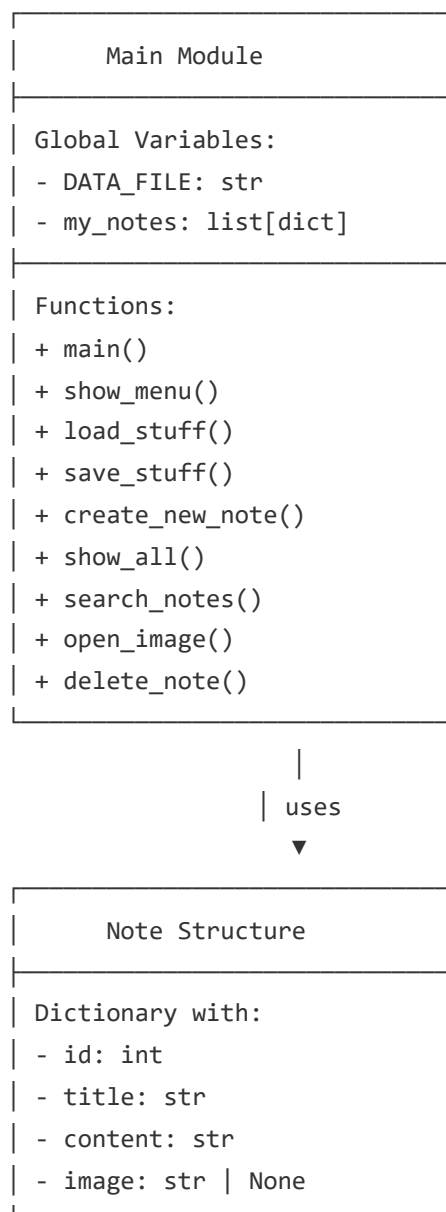 Main Module
Global Variables:
- DATA_FILE: str
- my_notes: list[dict]
Functions:
+ main()
+ show_menu()
+ load_stuff()
+ save_stuff()
+ create_new_note()
+ show_all()
+ search_notes()
+ open_image()
+ delete_note()
uses
Note Structure
Dictionary with:
- id: int
- title: str
- content: str
- image: str | None